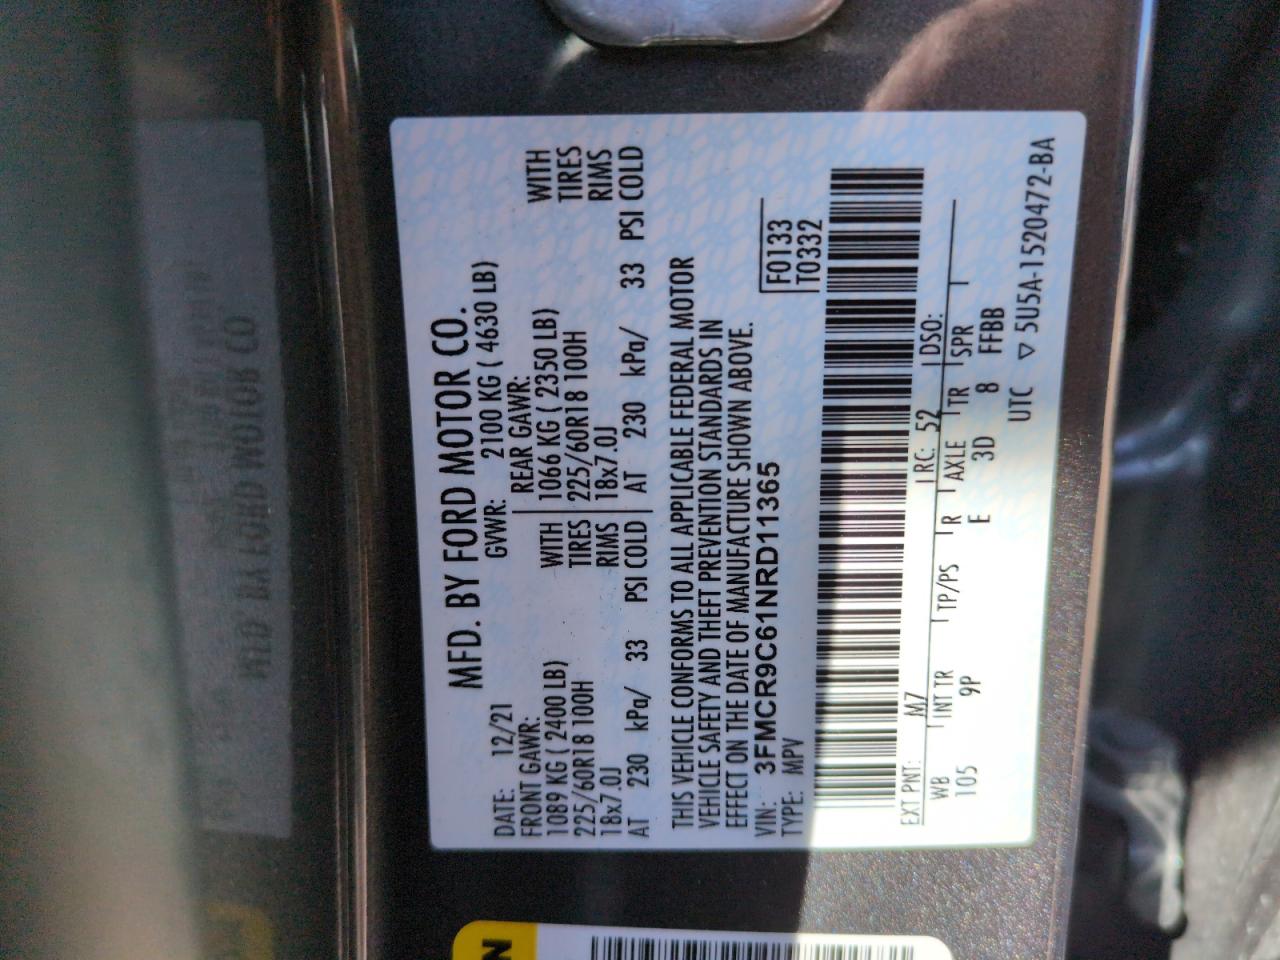 MFD. BY FORD MOTOR CO.
DATE: 12/21 GVWR: 2100 KG ( 4630 LB)
FRONT GAWR: REAR GAWR:
1089 KG ( 2400 LB) WITH 1066 KG ( 2350 LB) WITH
225/60R18 100H TIRES 225/60R18 100H TIRES
18x7.0J RIMS 18x7.0J RIMS
AT 230 kPa/ 33 PSI COLD AT 230 kPa/ 33 PSI COLD
THIS VEHICLE CONFORMS TO ALL APPLICABLE FEDERAL MOTOR
VEHICLE SAFETY AND THEFT PREVENTION STANDARDS IN
EFFECT ON THE DATE OF MANUFACTURE SHOWN ABOVE.
VIN: 3FMCR9C61NRD11365 F0133
TYPE: MPV T0332
EXT PNT: M7 RC: 52 DSO:
WB INT TR TP/PS R AXLE TR SPR
105 9P E 3D 8 FFBB
UTC ▽ 5U5A-1520472-BA
N